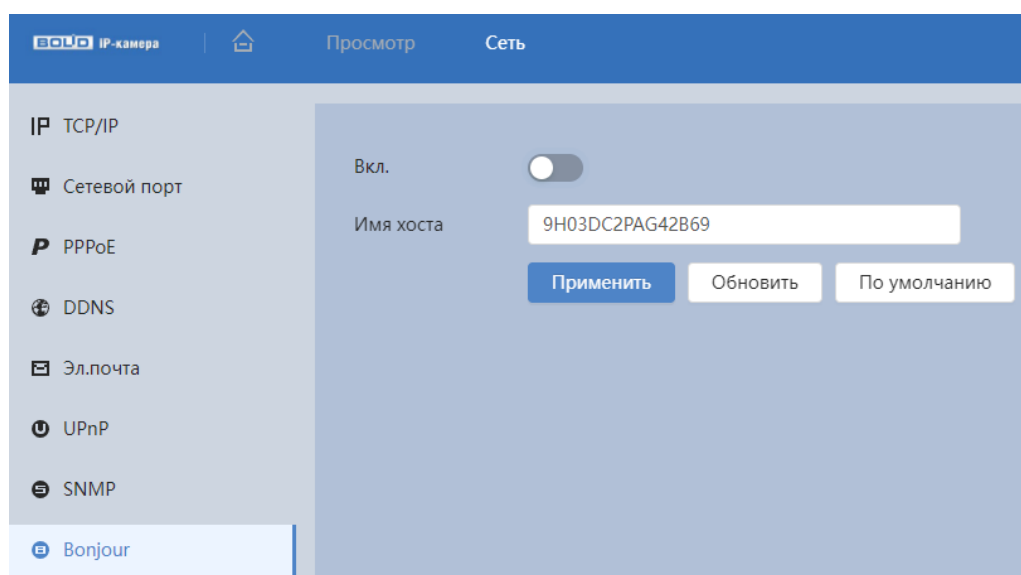 BOLID IP-камера Просмотр Сеть
IP TCP/IP
Сетевой порт
PPPoE
DDNS
Эл.почта
UPnP
SNMP
Bonjour
Вкл.
Имя хоста 9H03DC2PAG42B69
Применить Обновить По умолчанию